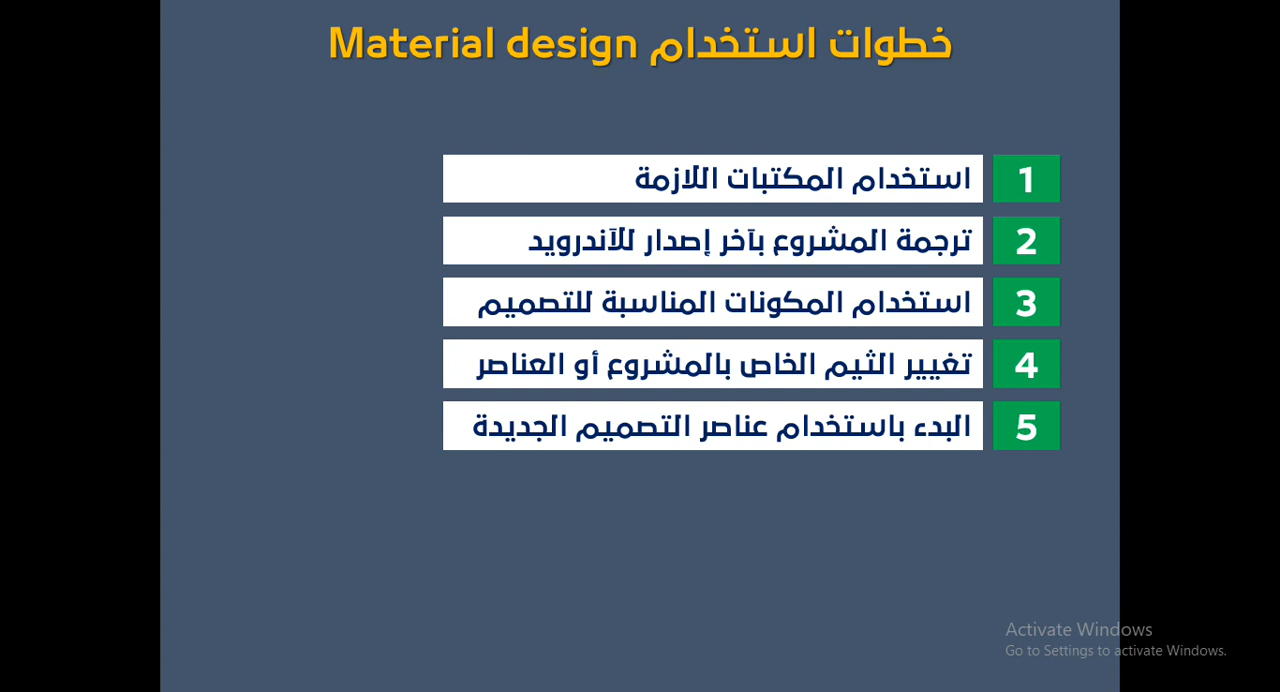 خطوات استخدام Material design
1 استخدام المكتبات اللازمة
2 ترجمة المشروع بآخر إصدار للآندرويد
3 استخدام المكونات المناسبة للتصميم
4 تغيير الثيم الخاص بالمشروع أو العناصر
5 البدء باستخدام عناصر التصميم الجديدة
Activate Windows
Go to Settings to activate Windows.